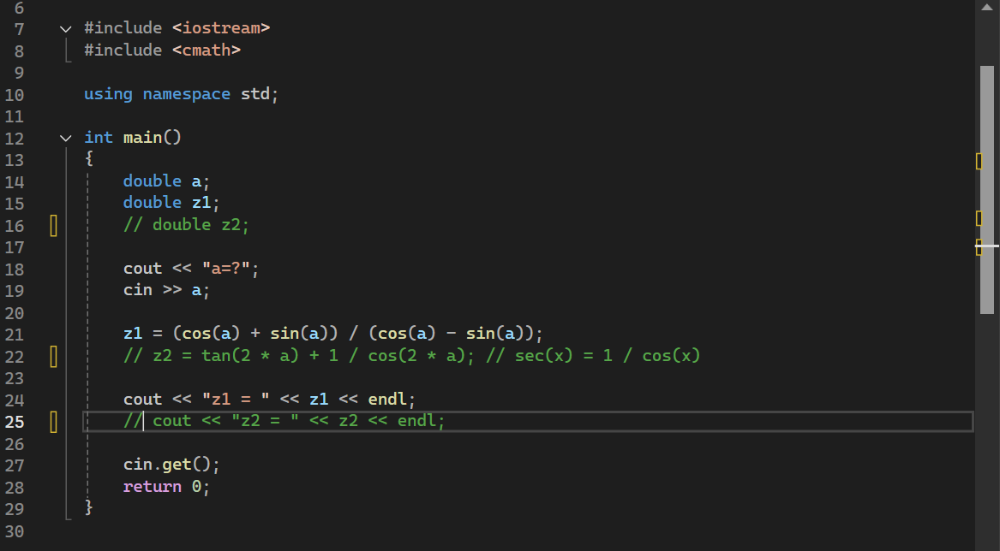 6
7 #include <iostream>
8 #include <cmath>
9
10 using namespace std;
11
12 int main()
13 {
14 double a;
15 double z1;
16 // double z2;
17
18 cout << "a=?";
19 cin >> a;
20
21 z1 = (cos(a) + sin(a)) / (cos(a) - sin(a));
22 // z2 = tan(2 * a) + 1 / cos(2 * a); // sec(x) = 1 / cos(x)
23
24 cout << "z1 = " << z1 << endl;
25 // cout << "z2 = " << z2 << endl;
26
27 cin.get();
28 return 0;
29 }
30